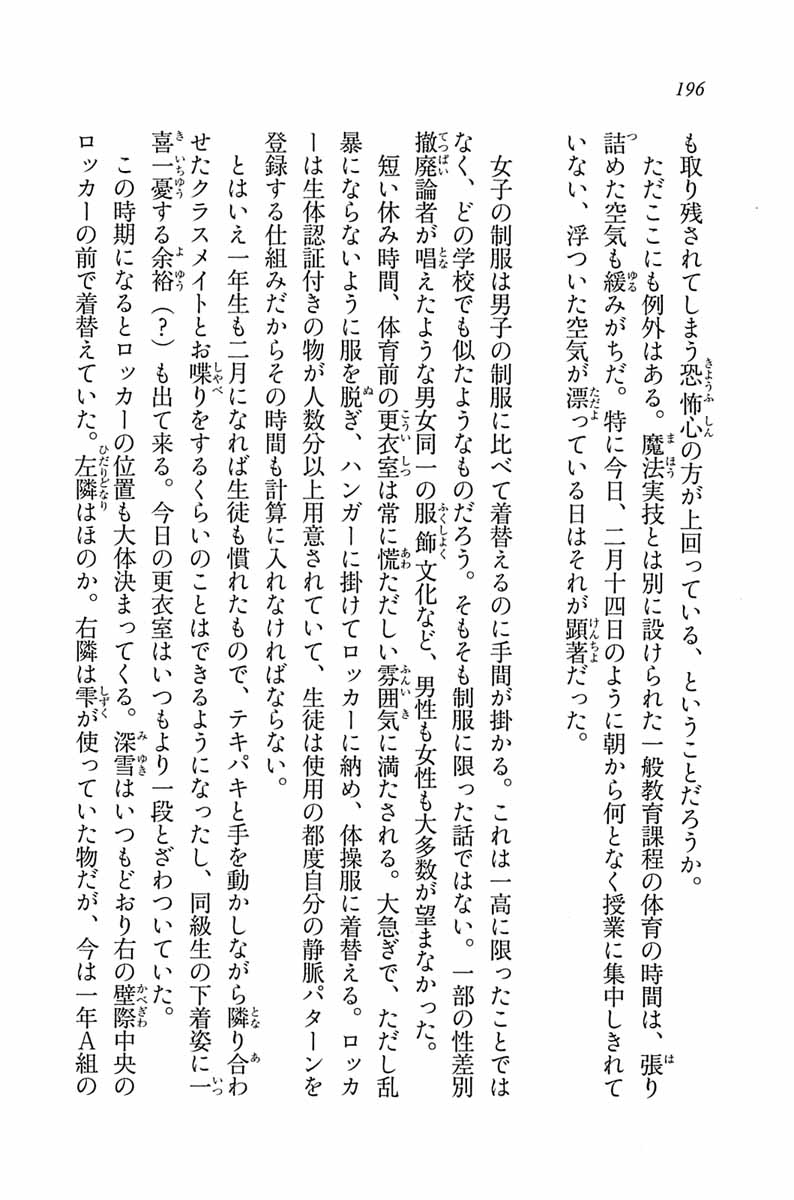 196
も取り残されてしまう恐怖心の方が上回っている、ということだろうか。
ただここにも例外はある。魔法実技とは別に設けられた一般教育課程の体育の時間は、張り
詰めた空気も緩みがちだ。特に今日、二月十四日のように朝から何となく授業に集中しきれて
いない、浮ついた空気が漂っている日はそれが顕著だった。
女子の制服は男子の制服に比べて着替えるのに手間が掛かる。これは一高に限ったことでは
なく、どの学校でも似たようなものだろう。そもそも制服に限った話ではない。一部の性差別
撤廃論者が唱えたような男女同一の服飾文化など、男性も女性も大多数が望まなかった。
短い休み時間、体育前の更衣室は常に慌ただしい雰囲気に満たされる。大急ぎで、ただし乱
暴にならないように服を脱ぎ、ハンガーに掛けてロッカーに納め、体操服に着替える。ロッカ
ーは生体認証付きの物が人数分以上用意されていて、生徒は使用の都度自分の静脈パターンを
登録する仕組みだからその時間も計算に入れなければならない。
とはいえ一年生も二月になれば生徒も慣れたもので、テキパキと手を動かしながら隣り合わ
せたクラスメイトとお喋りをするくらいのことはできるようになったし、同級生の下着姿に一
喜一憂する余裕（？）も出て来る。今日の更衣室はいつもより一段とざわついていた。
この時期になるとロッカーの位置も大体決まってくる。深雪はいつもどおり右の壁際中央の
ロッカーの前で着替えていた。左隣はほのか。右隣は雫が使っていた物だが、今は一年Ａ組の